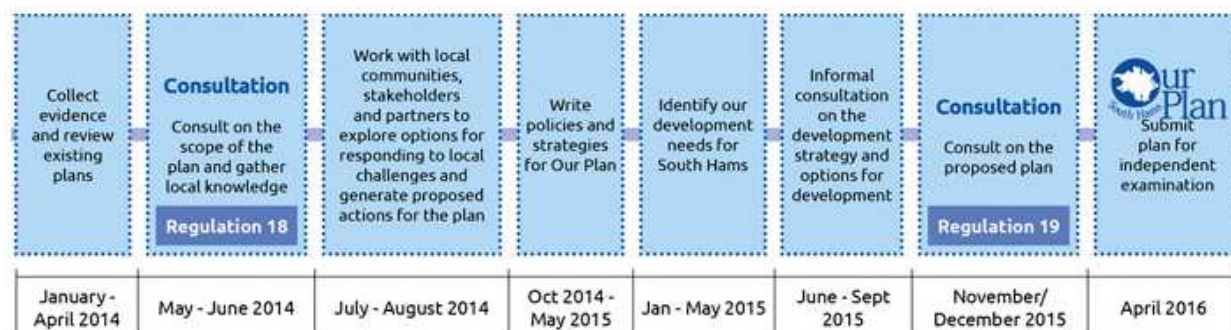 Collect
evidence
and review
existing
plans
Consultation
Consult on the
scope of the
plan and gather
local knowledge
Regulation 18
Work with local
communities,
stakeholders
and partners to
explore options for
responding to local
challenges and
generate proposed
actions for the plan
Write
policies and
strategies
for Our Plan
Identify our
development
needs for
South Hams
Informal
consultation
on the
development
strategy and
options for
development
Consultation
Consult on the
proposed plan
Regulation 19
Our
Plan
South Hams
Submit
plan for
independent
examination
January -
April 2014
May - June 2014
July - August 2014
Oct 2014 -
May 2015
Jan - May 2015
June - Sept
2015
November/
December 2015
April 2016